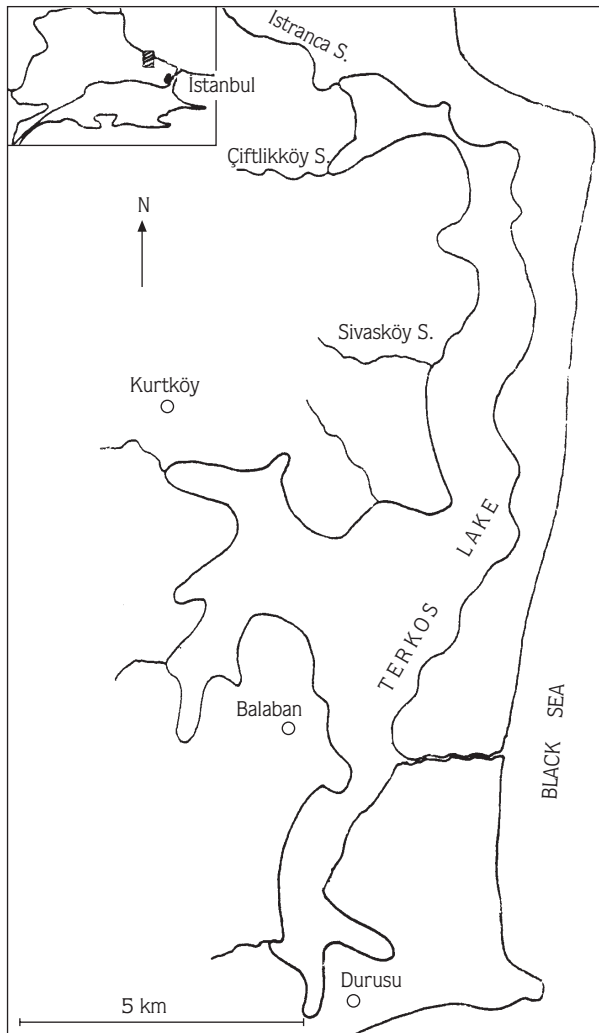 Istranca S.
İstanbul
Çiftlikköy S.
N
Sivasköy S.
Kurtköy
TERKOS LAKE
Balaban
BLACK SEA
Durusu
5 km